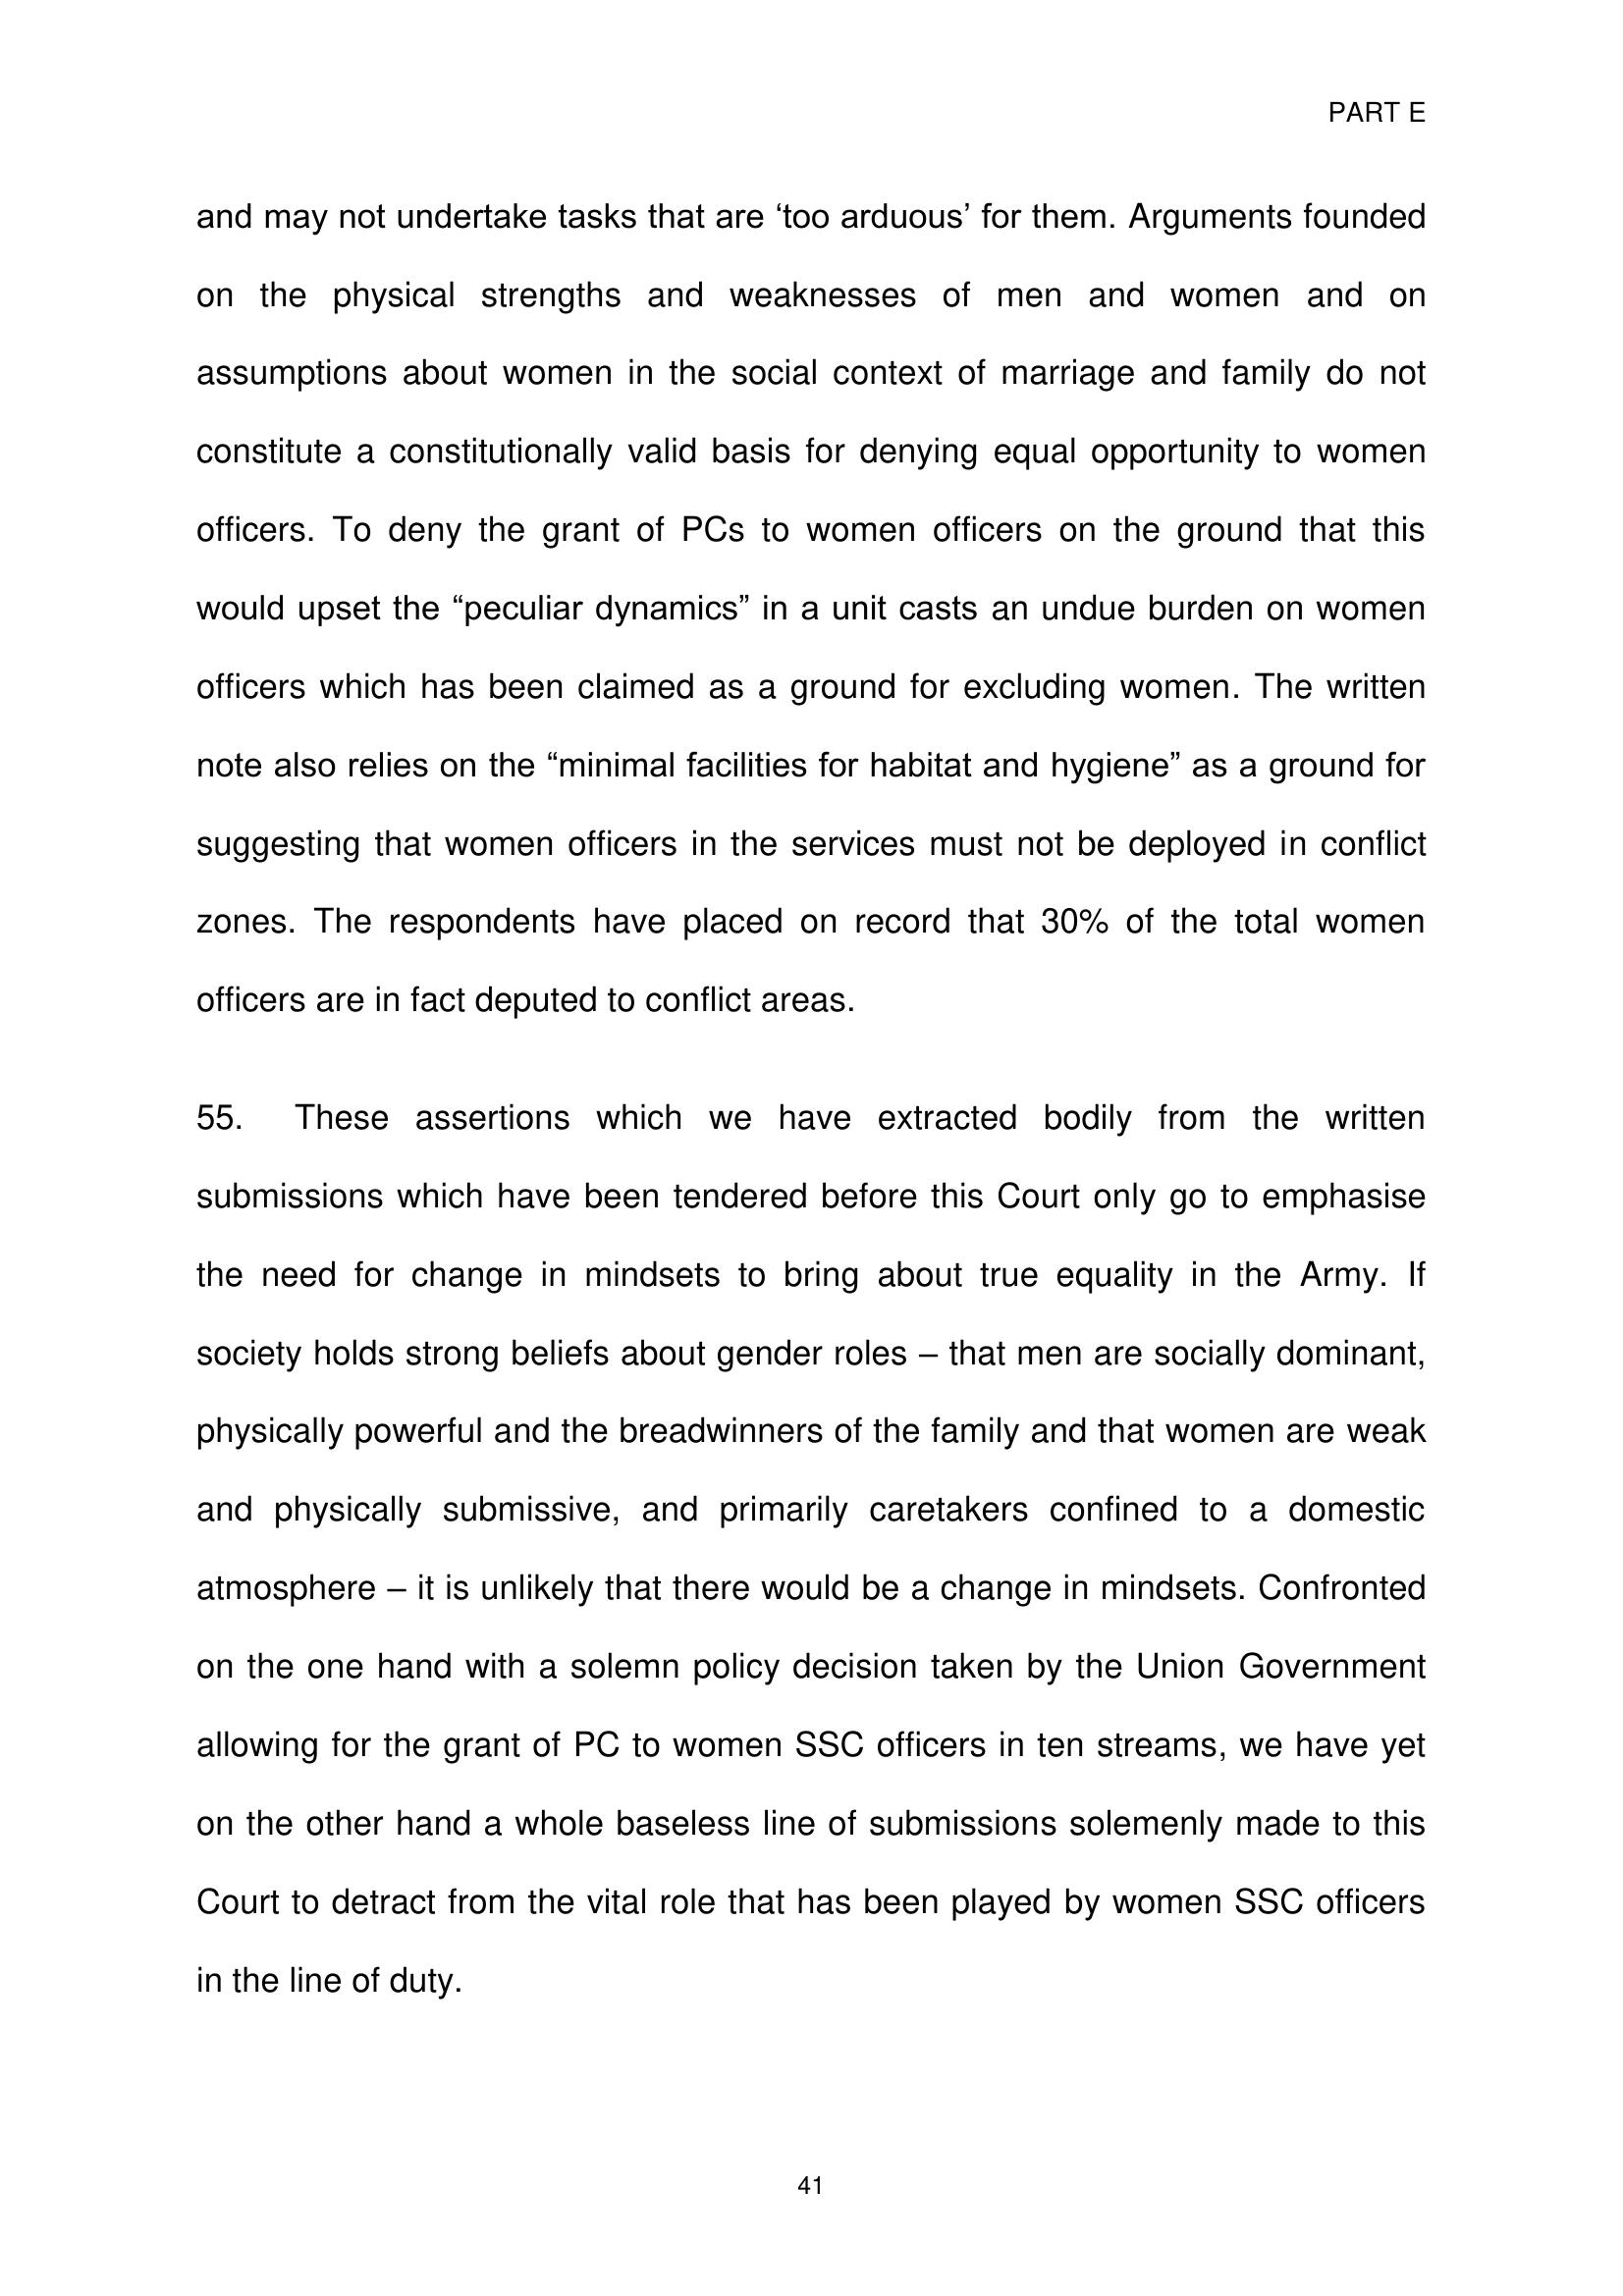 PART E
and may not undertake tasks that are ‘too arduous’ for them. Arguments founded
on the physical strengths and weaknesses of men and women and on
assumptions about women in the social context of marriage and family do not
constitute a constitutionally valid basis for denying equal opportunity to women
officers. To deny the grant of PCs to women officers on the ground that this
would upset the “peculiar dynamics” in a unit casts an undue burden on women
officers which has been claimed as a ground for excluding women. The written
note also relies on the “minimal facilities for habitat and hygiene” as a ground for
suggesting that women officers in the services must not be deployed in conflict
zones. The respondents have placed on record that 30% of the total women
officers are in fact deputed to conflict areas.
55. These assertions which we have extracted bodily from the written
submissions which have been tendered before this Court only go to emphasise
the need for change in mindsets to bring about true equality in the Army. If
society holds strong beliefs about gender roles – that men are socially dominant,
physically powerful and the breadwinners of the family and that women are weak
and physically submissive, and primarily caretakers confined to a domestic
atmosphere – it is unlikely that there would be a change in mindsets. Confronted
on the one hand with a solemn policy decision taken by the Union Government
allowing for the grant of PC to women SSC officers in ten streams, we have yet
on the other hand a whole baseless line of submissions solemenly made to this
Court to detract from the vital role that has been played by women SSC officers
in the line of duty.
41